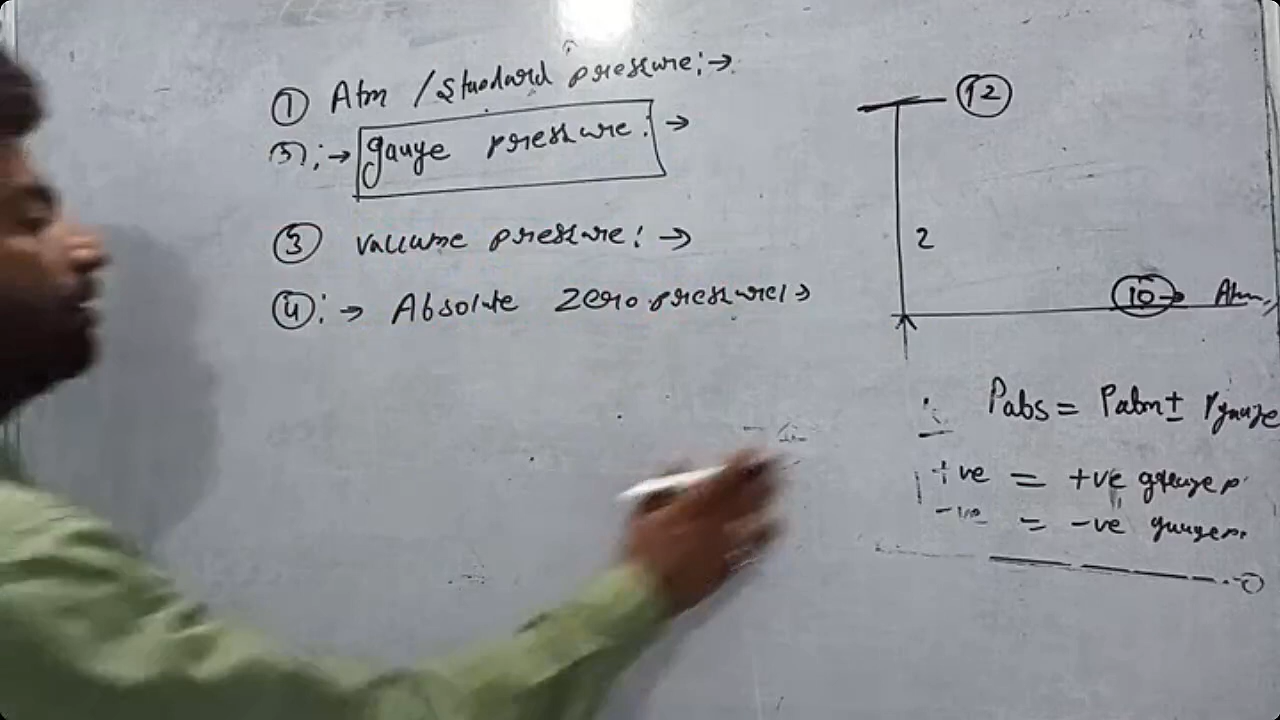 ① Atm / Standard pressure :→
2) :→ gauge pressure : →
③ Vaccume pressure : →
④ : → Absolute zero pressure| →
12
2
10 → Atm,
∴ Pabs = Patm ± Pgauge
+ve = +ve gauge p.
-ve = -ve gauge p.